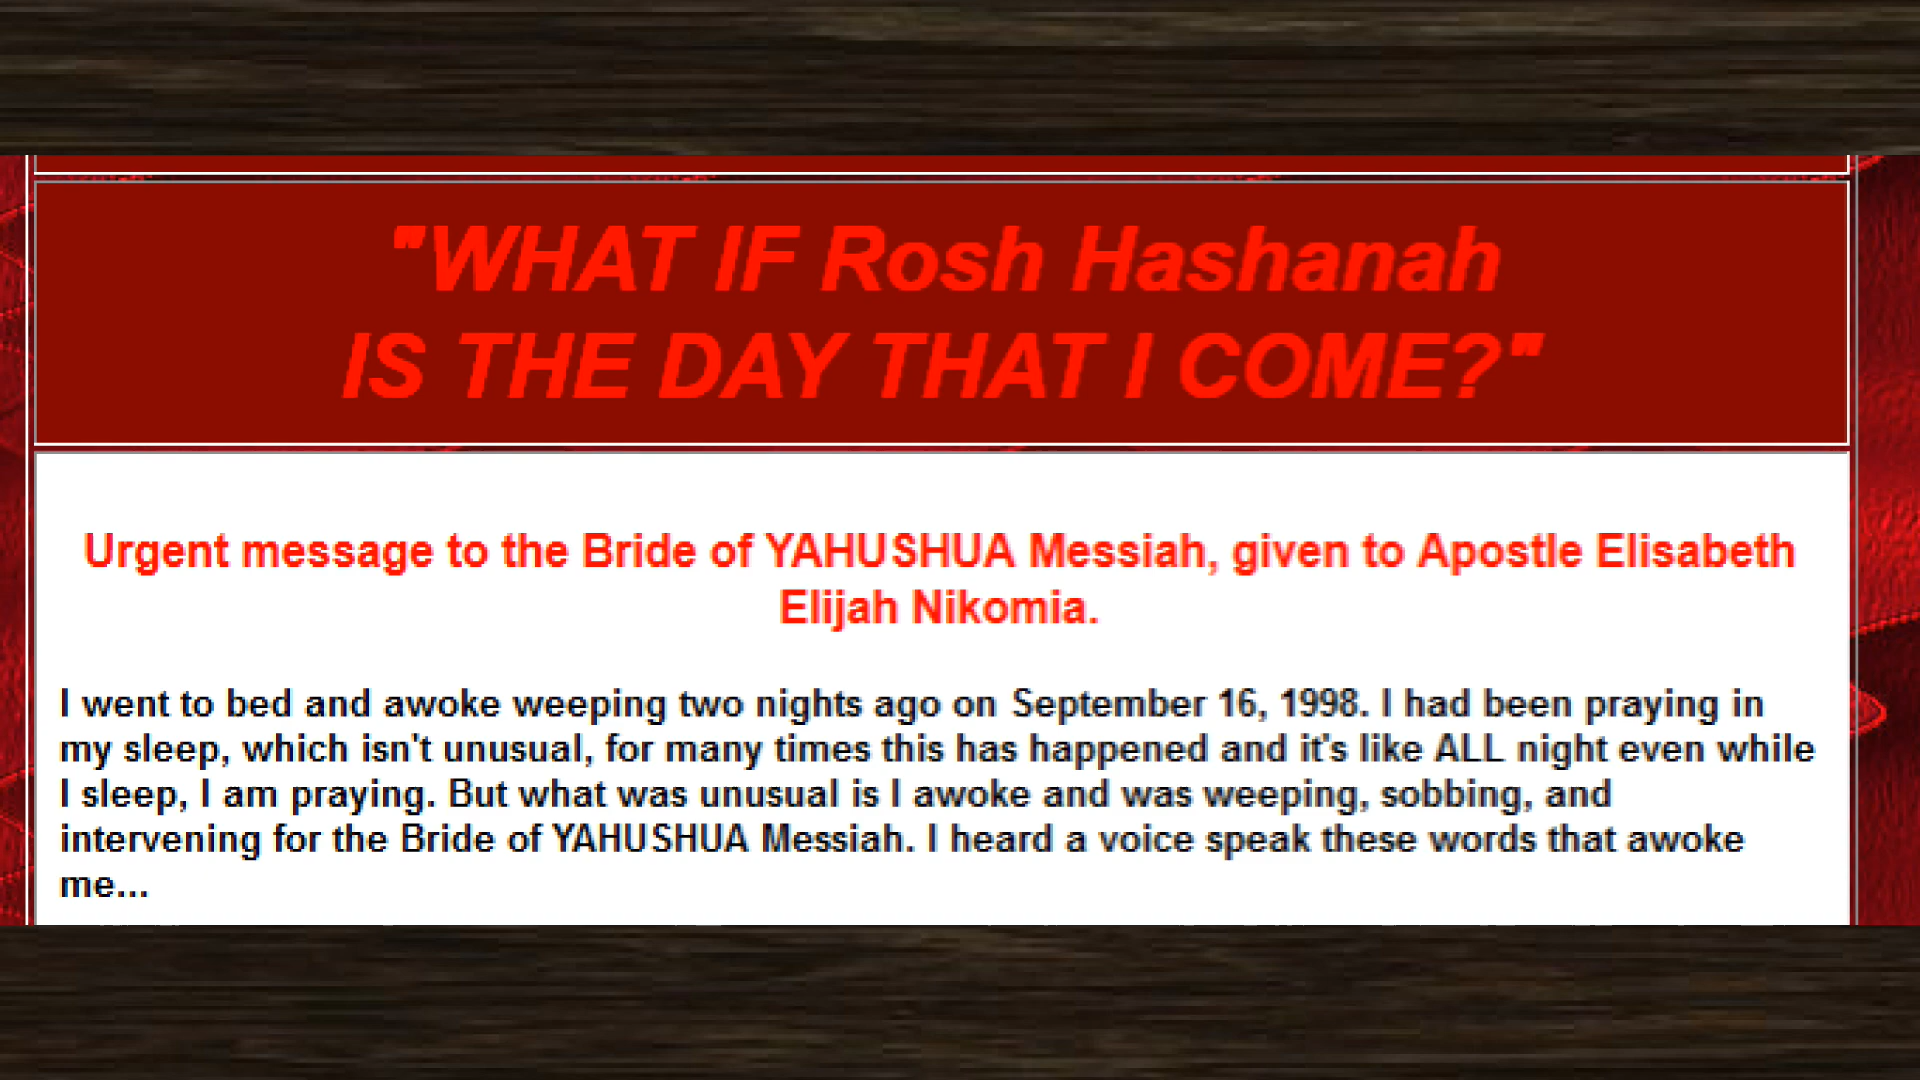 "WHAT IF Rosh Hashanah
IS THE DAY THAT I COME?"
Urgent message to the Bride of YAHUSHUA Messiah, given to Apostle Elisabeth
Elijah Nikomia.
I went to bed and awoke weeping two nights ago on September 16, 1998. I had been praying in
my sleep, which isn't unusual, for many times this has happened and it's like ALL night even while
I sleep, I am praying. But what was unusual is I awoke and was weeping, sobbing, and
intervening for the Bride of YAHUSHUA Messiah. I heard a voice speak these words that awoke
me...